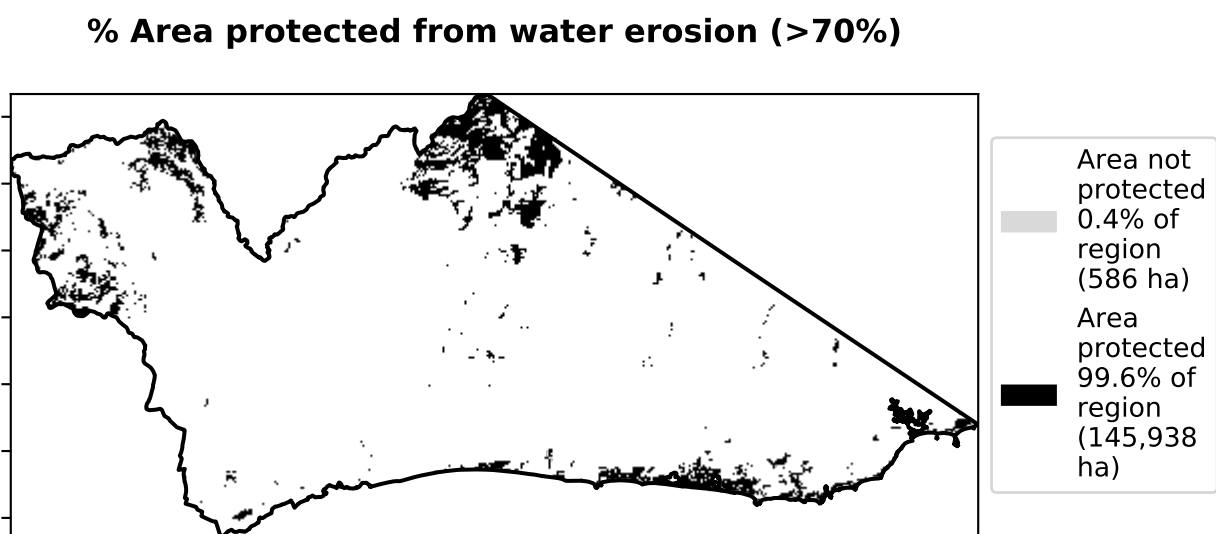 % Area protected from water erosion (>70%)
Area not
protected
0.4% of
region
(586 ha)
Area
protected
99.6% of
region
(145,938
ha)